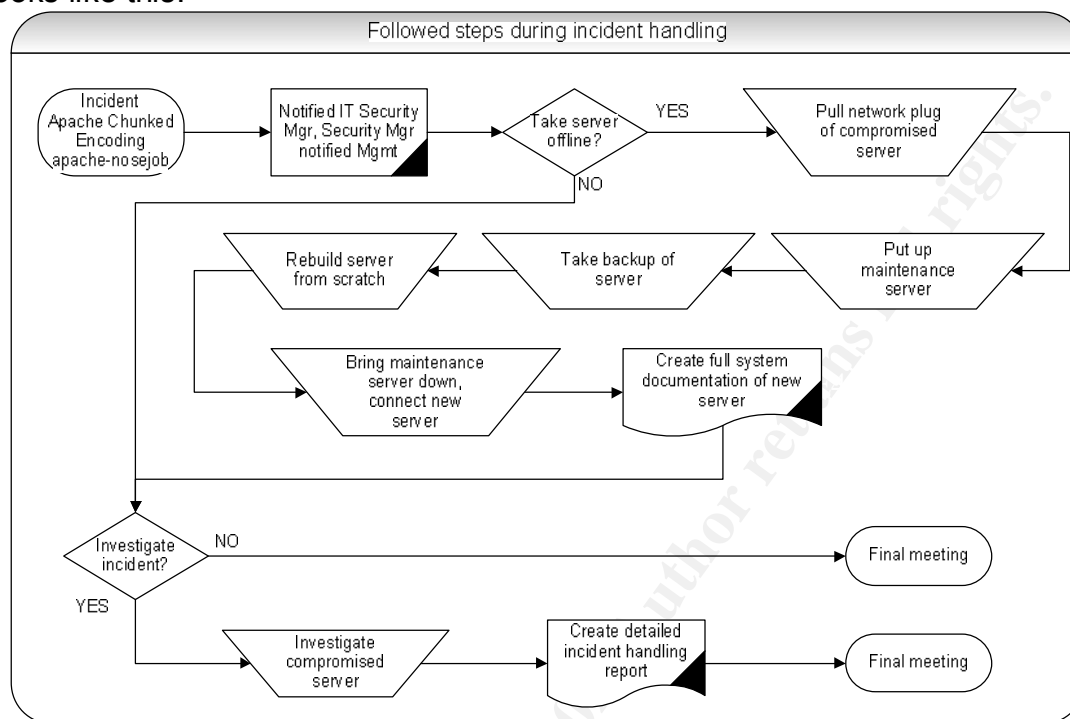 ooks like this:
Followed steps during incident handling
Incident
Apache Chunked
Encoding
apache-nosejob
Notified IT Security
Mgr, Security Mgr
notified Mgmt
Take server
offline?
YES
NO
Pull network plug
of compromised
server
Put up
maintenance
server
Take backup of
server
Rebuild server
from scratch
Bring maintenance
server down,
connect new
server
Create full system
documentation of new
server
Investigate
incident?
NO
Final meeting
YES
Investigate
compromised
server
Create detailed
incident handling
report
Final meeting
uthor retains rights.